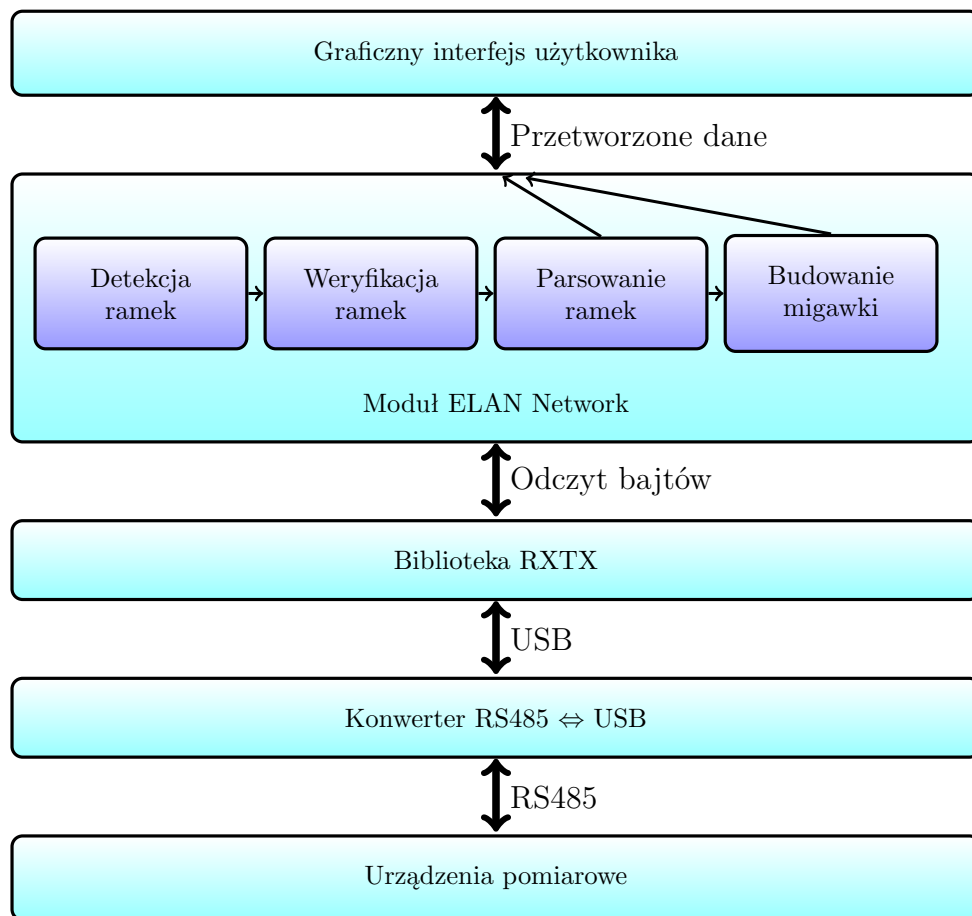 Graficzny interfejs użytkownika
Przetworzone dane
Detekcja
ramek
Weryfikacja
ramek
Parsowanie
ramek
Budowanie
migawki
Moduł ELAN Network
Odczyt bajtów
Biblioteka RXTX
USB
Konwerter RS485 ⇔ USB
RS485
Urządzenia pomiarowe